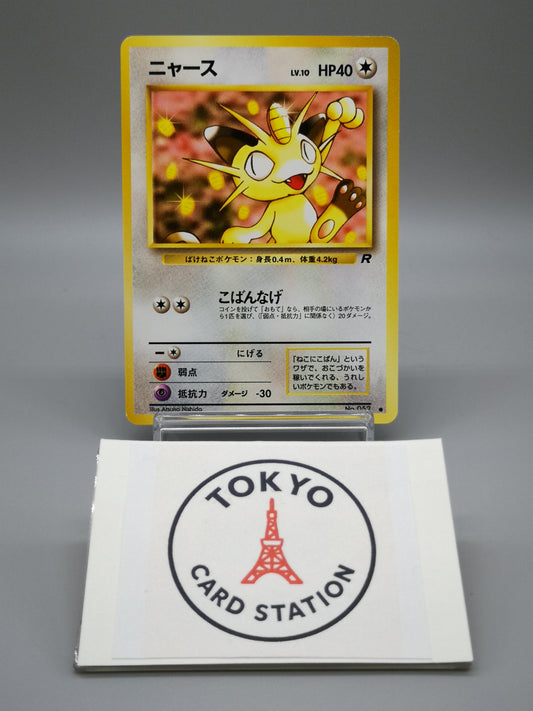 ニャース LV.10 HP40
ばけねこポケモン：身長0.4m、体重4.2kg
R
こばんなげ
コインを投げて「おもて」なら、相手の場にいるポケモンか
ら1匹を選び、(「弱点・抵抗力」に関係なく) 20ダメージ。
にげる
弱点
抵抗力 ダメージ -30
「ねこにこばん」という
ワザで、おこづかいを
稼いでくれる、うれしい
ポケモンでもある。
Illus.Atsuko Nishida
No.052
TOKYO
CARD STATION